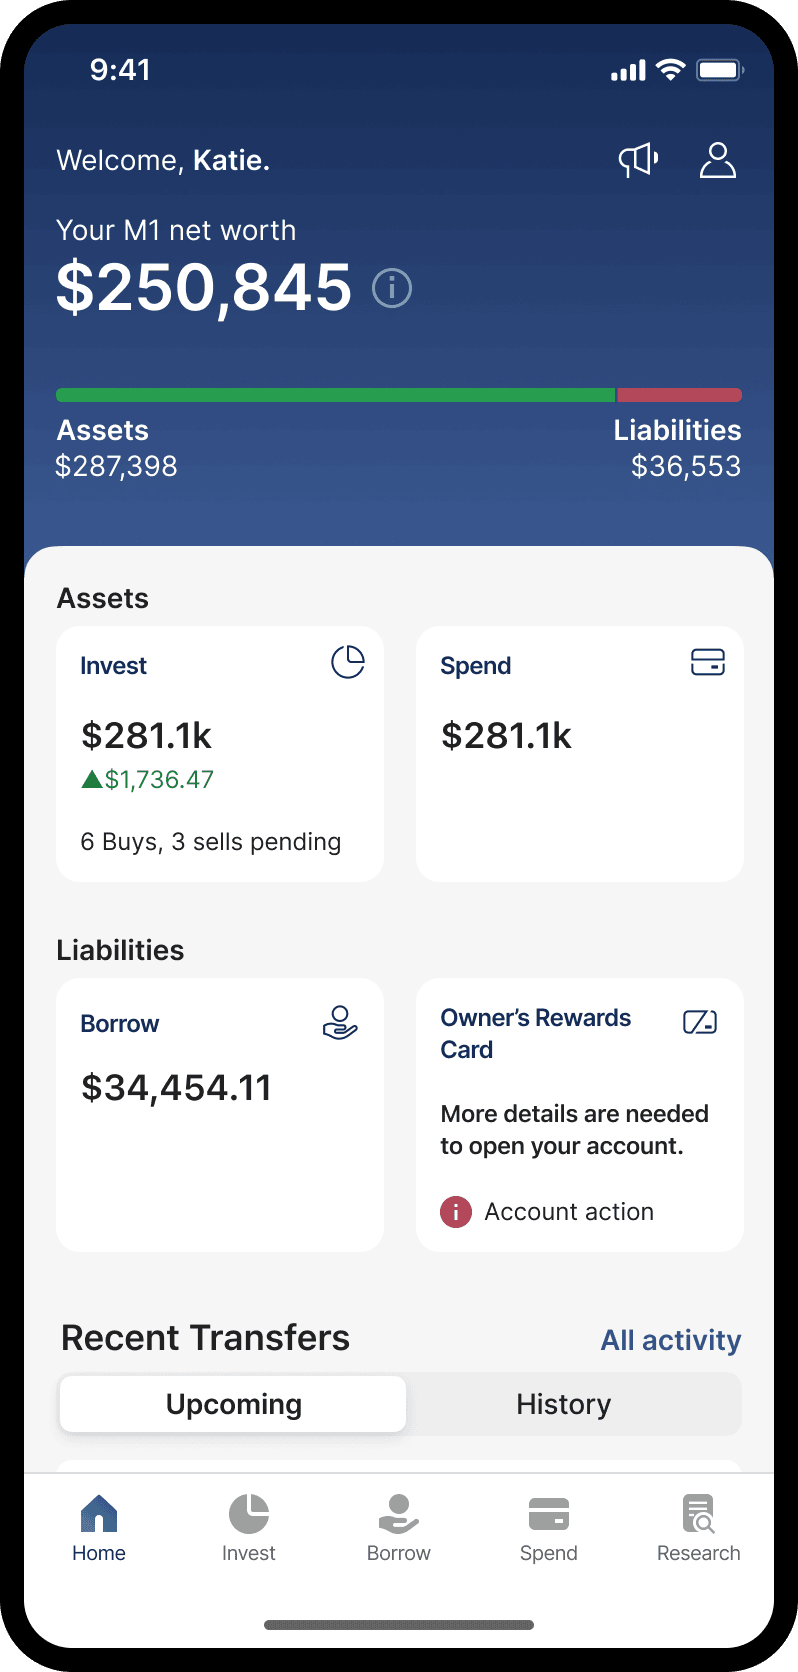 9:41
Welcome, Katie.
Your M1 net worth
$250,845
Assets
Liabilities
$287,398
$36,553
Assets
Invest
$281.1k
▲$1,736.47
6 Buys, 3 sells pending
Spend
$281.1k
Liabilities
Borrow
$34,454.11
Owner's Rewards
Card
More details are needed
to open your account.
Account action
Recent Transfers
All activity
Upcoming
History
Home
Invest
Borrow
Spend
Research